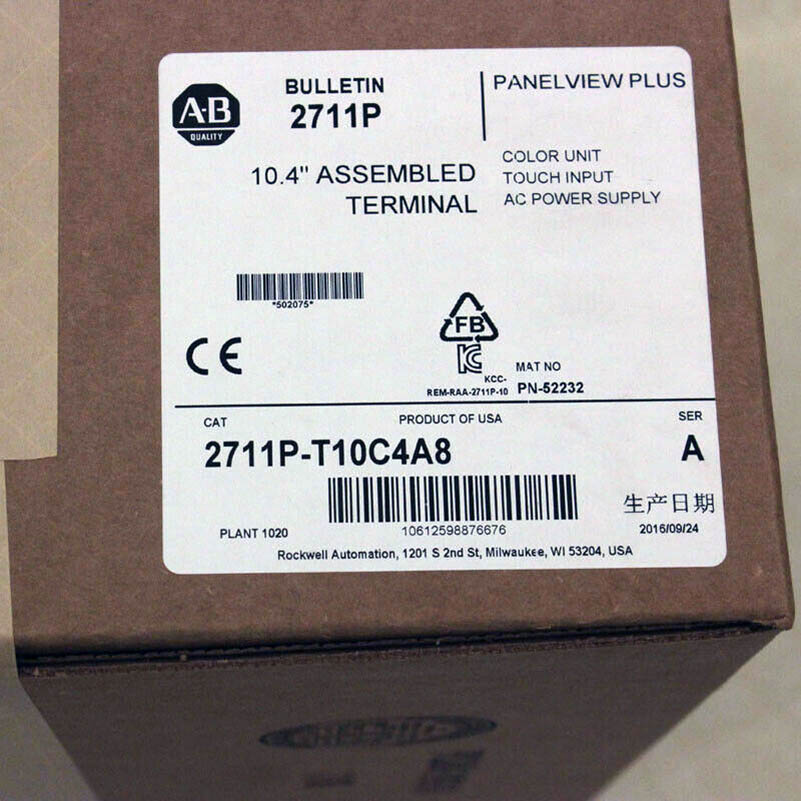 A-B
QUALITY
BULLETIN
2711P
PANELVIEW PLUS
10.4" ASSEMBLED
TERMINAL
COLOR UNIT
TOUCH INPUT
AC POWER SUPPLY
*502075*
CE
FB
KC
KCC-
REM-RAA-2711P-10
MAT NO
PN-52232
CAT
PRODUCT OF USA
SER
2711P-T10C4A8
A
10612598876676
生产日期
PLANT 1020
2016/09/24
Rockwell Automation, 1201 S 2nd St, Milwaukee, WI 53204, USA